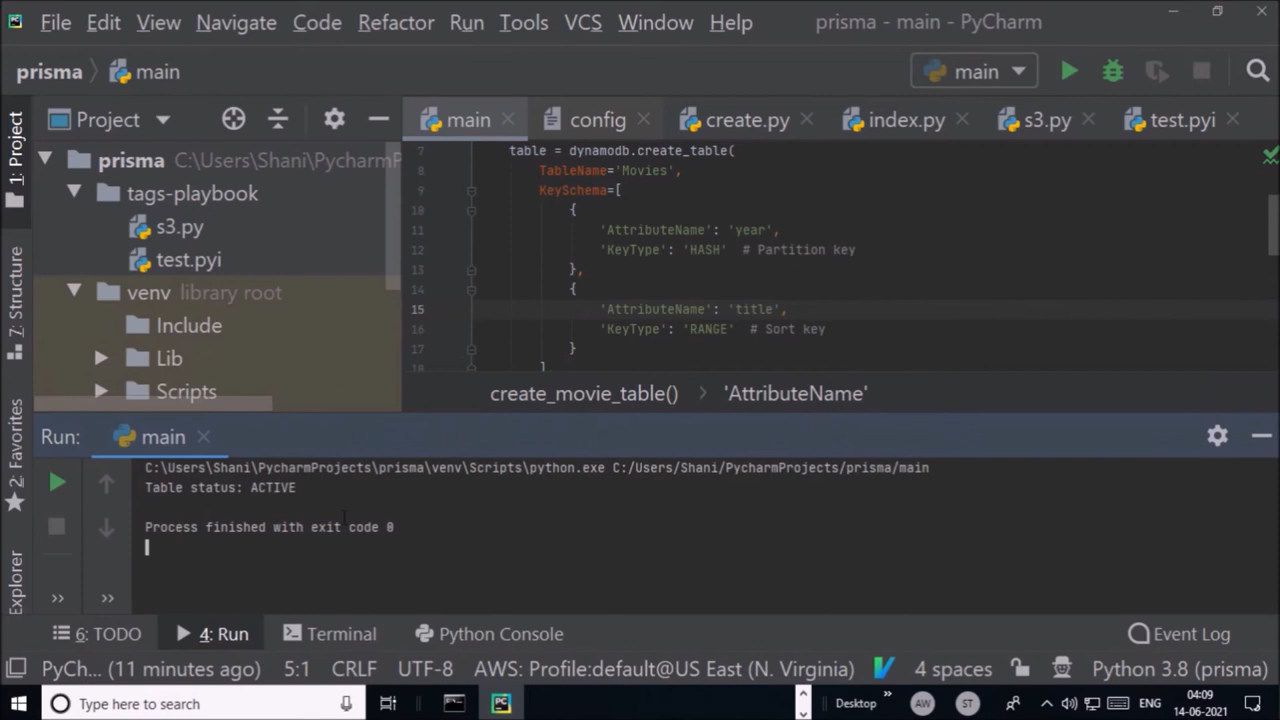 File Edit View Navigate Code Refactor Run Tools VCS Window Help prisma - main - PyCharm
prisma main main
1: Project
7: Structure
2: Favorites
Explorer
Project
prisma C:\Users\Shani\PycharmP
tags-playbook
s3.py
test.pyi
venv library root
Include
Lib
Scripts
main config create.py index.py s3.py test.pyi
7 table = dynamodb.create_table(
8 TableName='Movies',
9 KeySchema=[
10 {
11 'AttributeName': 'year',
12 'KeyType': 'HASH' # Partition key
13 },
14 {
15 'AttributeName': 'title',
16 'KeyType': 'RANGE' # Sort key
17 }
18 ]
create_movie_table() 'AttributeName'
Run: main
C:\Users\Shani\PycharmProjects\prisma\venv\Scripts\python.exe C:/Users/Shani/PycharmProjects/prisma/main
Table status: ACTIVE
Process finished with exit code 0
6: TODO 4: Run Terminal Python Console Event Log
PyCh... (11 minutes ago) 5:1 CRLF UTF-8 AWS: Profile:default@US East (N. Virginia) 4 spaces Python 3.8 (prisma)
Type here to search Desktop AW ST ENG 04:09
14-06-2021